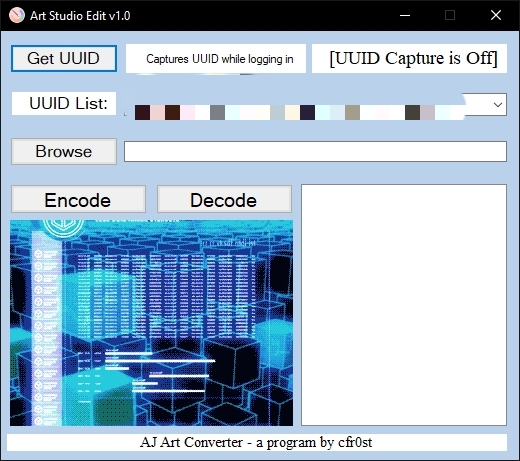 Art Studio Edit v1.0
Get UUID
Captures UUID while logging in
[UUID Capture is Off]
UUID List:
Browse
Encode
Decode
AJ Art Converter - a program by cfr0st